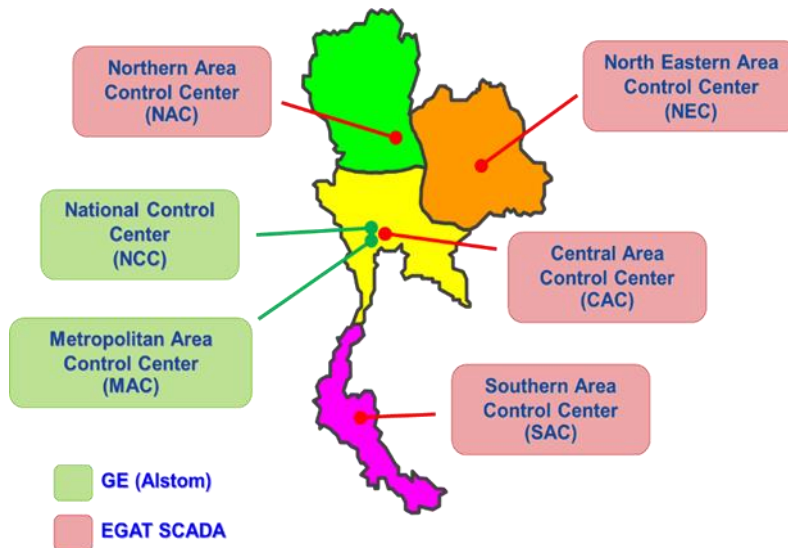 Northern Area
Control Center
(NAC)
North Eastern Area
Control Center
(NEC)
National Control
Center
(NCC)
Central Area
Control Center
(CAC)
Metropolitan Area
Control Center
(MAC)
Southern Area
Control Center
(SAC)
GE (Alstom)
EGAT SCADA